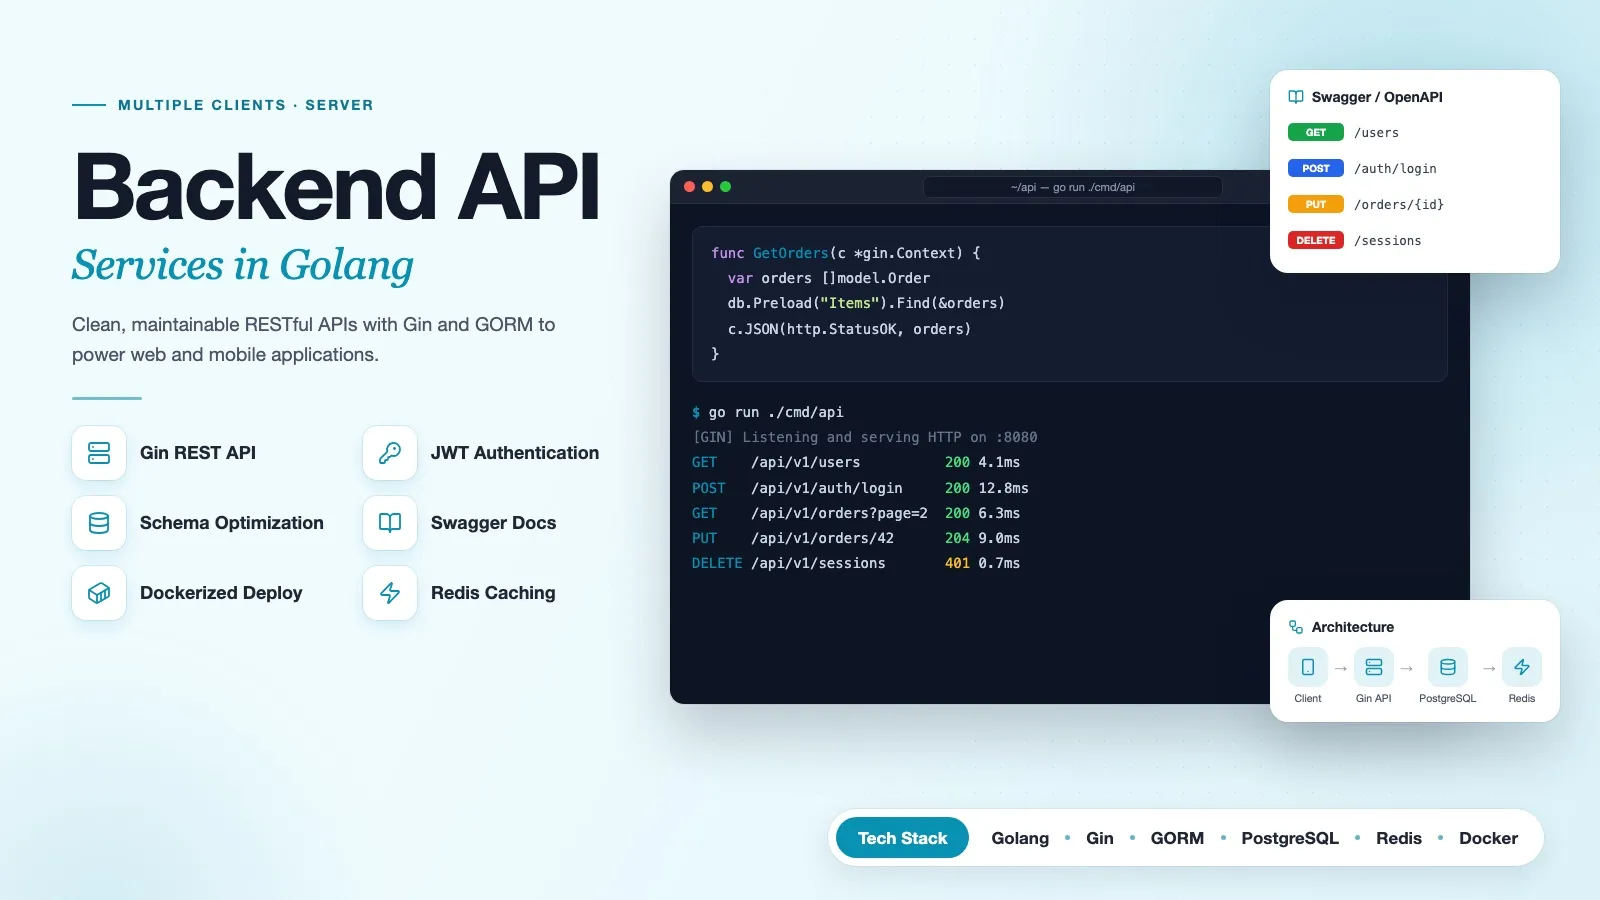 MULTIPLE CLIENTS · SERVER
Backend API
Services in Golang
Clean, maintainable RESTful APIs with Gin and GORM to
power web and mobile applications.
Gin REST API
JWT Authentication
Schema Optimization
Swagger Docs
Dockerized Deploy
Redis Caching
~/api — go run ./cmd/api
func GetOrders(c *gin.Context) {
  var orders []model.Order
  db.Preload("Items").Find(&orders)
  c.JSON(http.StatusOK, orders)
}
$ go run ./cmd/api
[GIN] Listening and serving HTTP on :8080
GET    /api/v1/users          200 4.1ms
POST   /api/v1/auth/login     200 12.8ms
GET    /api/v1/orders?page=2  200 6.3ms
PUT    /api/v1/orders/42      204 9.0ms
DELETE /api/v1/sessions       401 0.7ms
Swagger / OpenAPI
GET /users
POST /auth/login
PUT /orders/{id}
DELETE /sessions
Architecture
→ → →
Client Gin API PostgreSQL Redis
Tech Stack Golang • Gin • GORM • PostgreSQL • Redis • Docker